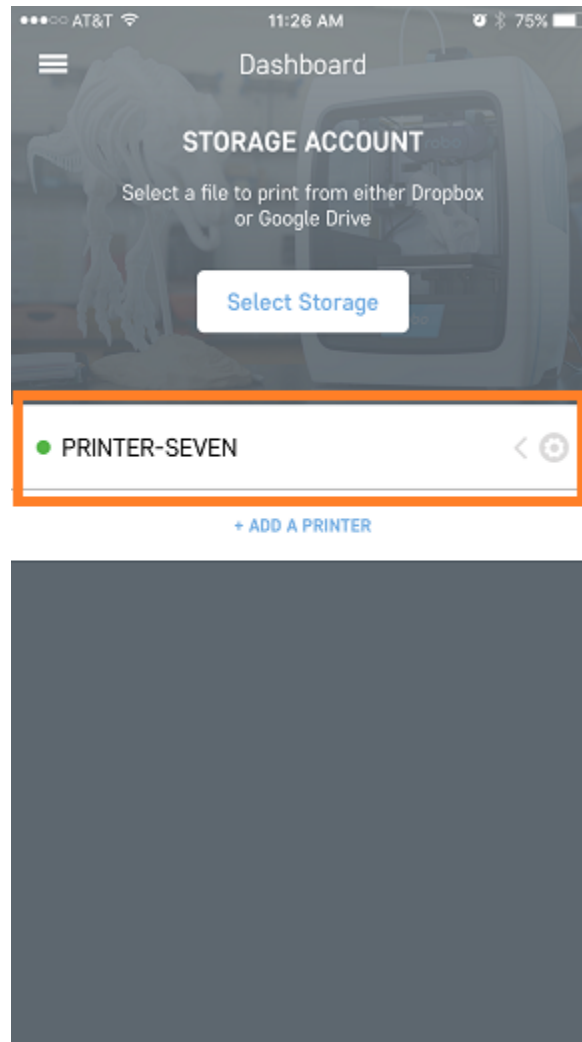 AT&T 11:26 AM 75%
Dashboard
STORAGE ACCOUNT
Select a file to print from either Dropbox
or Google Drive
Select Storage
PRINTER-SEVEN
+ ADD A PRINTER